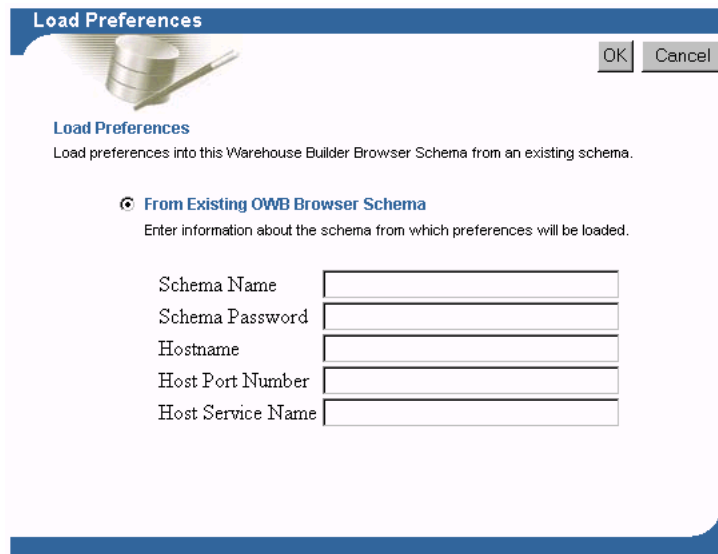 Load Preferences
OK Cancel
Load Preferences
Load preferences into this Warehouse Builder Browser Schema from an existing schema.
From Existing OWB Browser Schema
Enter information about the schema from which preferences will be loaded.
Schema Name
Schema Password
Hostname
Host Port Number
Host Service Name